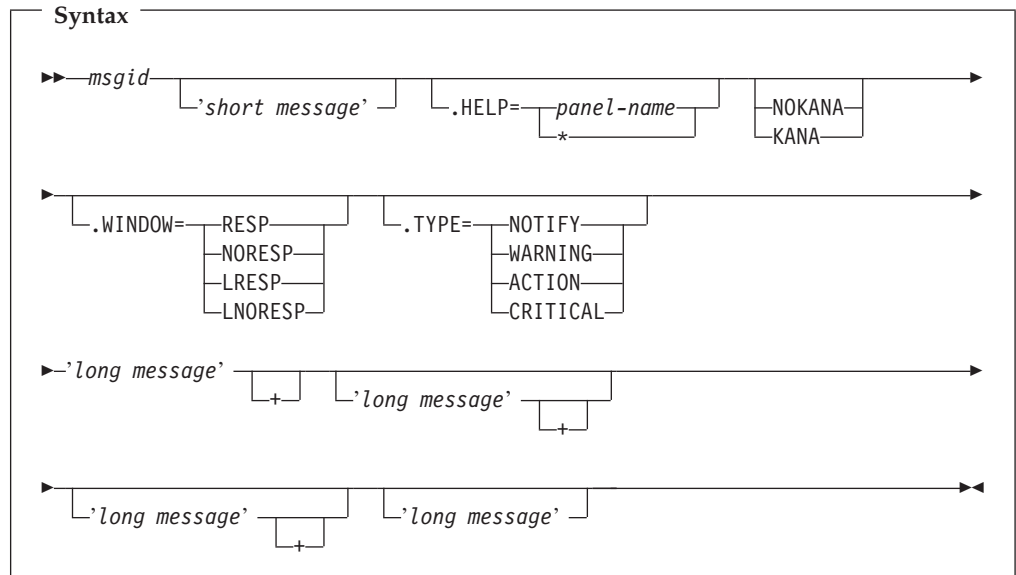 Syntax
msgid
’short message’
.HELP= panel-name
*
NOKANA
KANA
.WINDOW= RESP
NORESP
LRESP
LNORESP
.TYPE= NOTIFY
WARNING
ACTION
CRITICAL
’long message’
+
’long message’
+
’long message’
+
’long message’